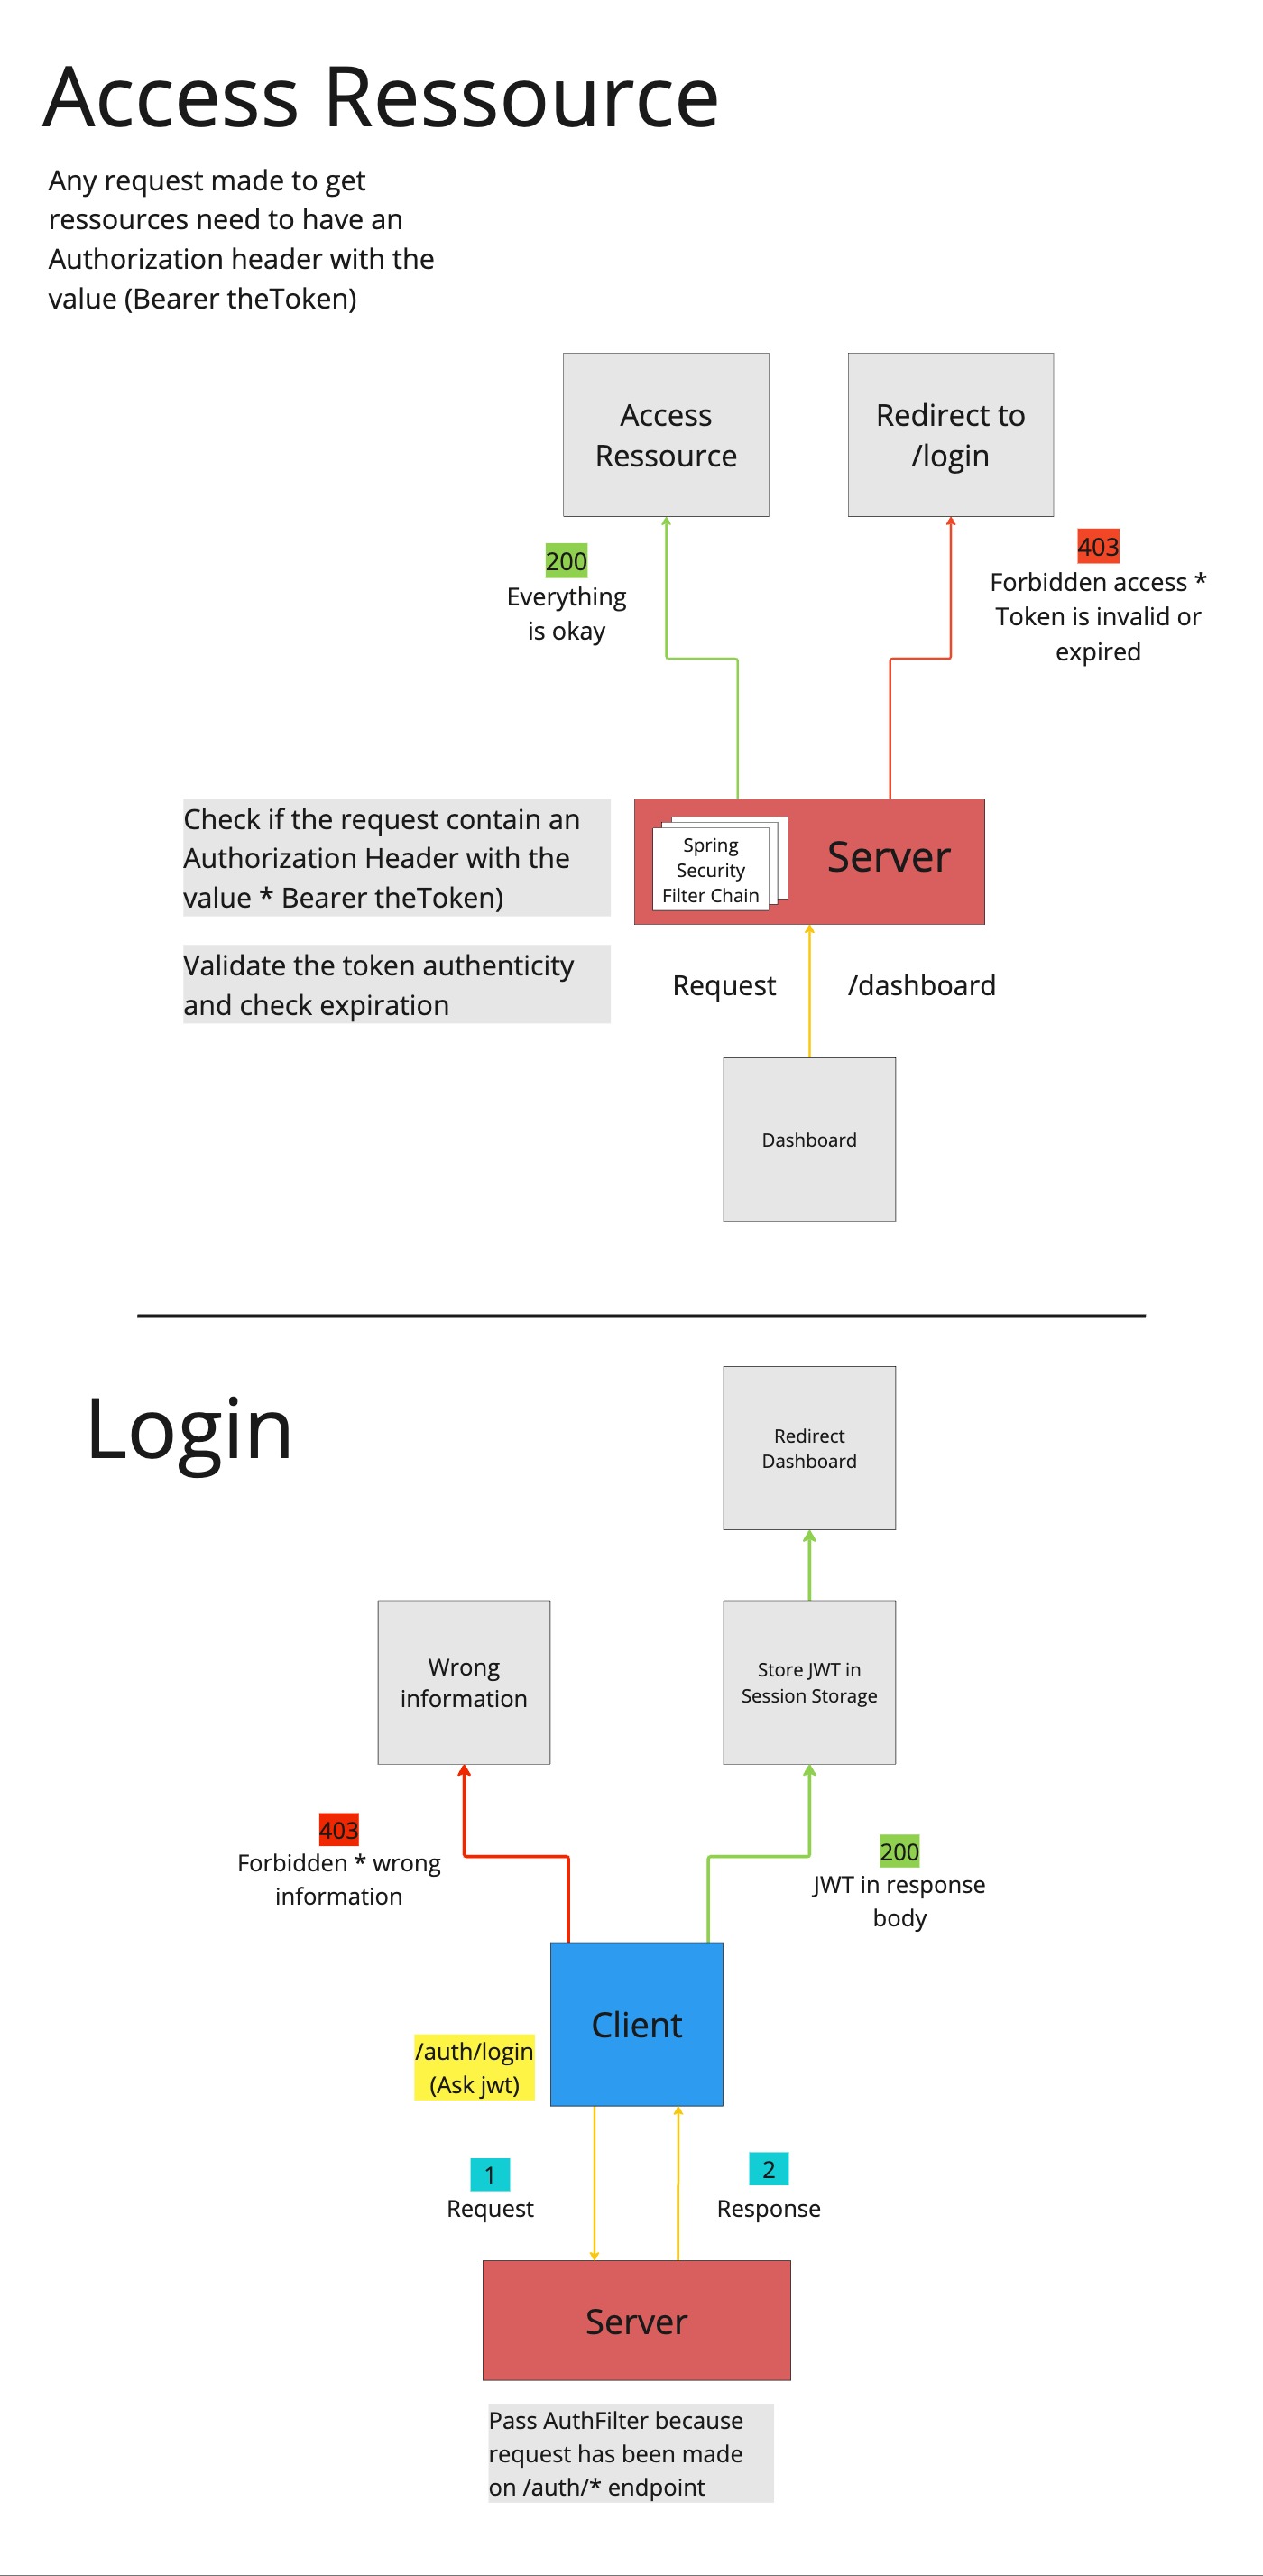 Access Ressource
Any request made to get
ressources need to have an
Authorization header with the
value (Bearer theToken)
Access
Ressource
Redirect to
/login
200
Everything
is okay
403
Forbidden access *
Token is invalid or
expired
Check if the request contain an
Authorization Header with the
value * Bearer theToken)
Spring
Security
Filter Chain
Server
Validate the token authenticity
and check expiration
Request
/dashboard
Dashboard
Login
Redirect
Dashboard
Wrong
information
Store JWT in
Session Storage
403
Forbidden * wrong
information
200
JWT in response
body
Client
/auth/login
(Ask jwt)
1
Request
2
Response
Server
Pass AuthFilter because
request has been made
on /auth/* endpoint